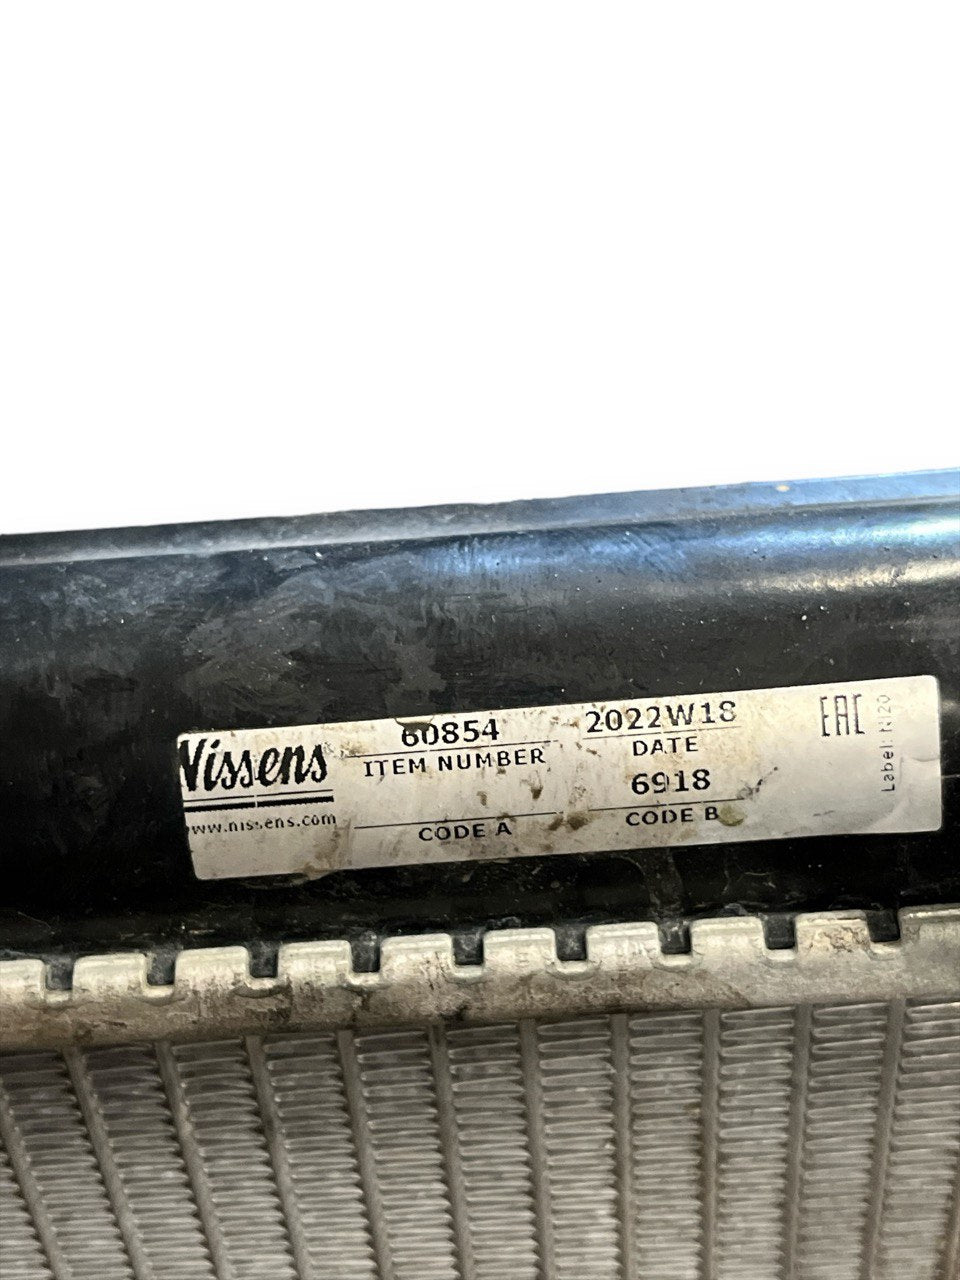 Nissens
www.nissens.com
60854
ITEM NUMBER
CODE A
2022W18
DATE
6918
CODE B
EAC
Label: N20